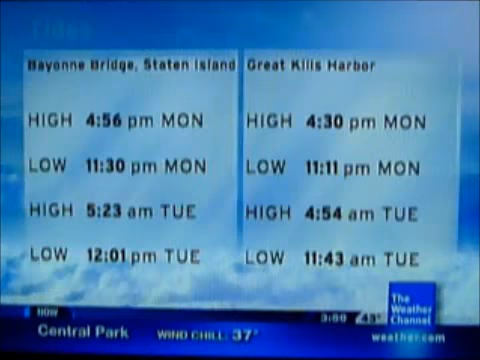 Tides
Bayonne Bridge, Staten Island
HIGH 4:56 pm MON
LOW 11:30 pm MON
HIGH 5:23 am TUE
LOW 12:01 pm TUE
Great Kills Harbor
HIGH 4:30 pm MON
LOW 11:11 pm MON
HIGH 4:54 am TUE
LOW 11:43 am TUE
NOW
43°
Central Park WIND CHILL: 37°
The
Weather
Channel
weather.com